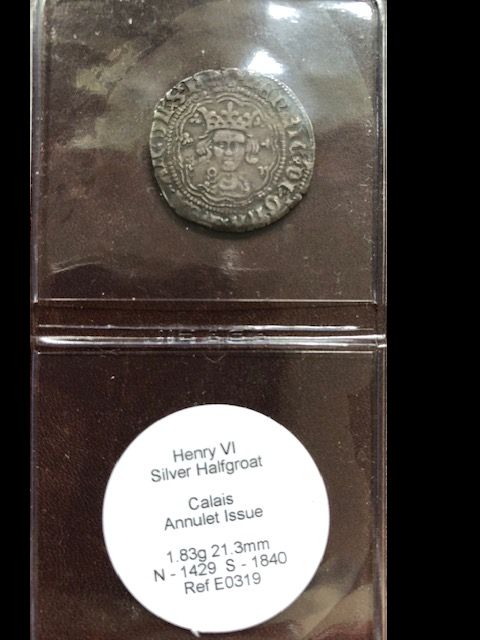 Henry VI
Silver Halfgroat
Calais
Annulet Issue
1.83g 21.3mm
N - 1429 S - 1840
Ref E0319